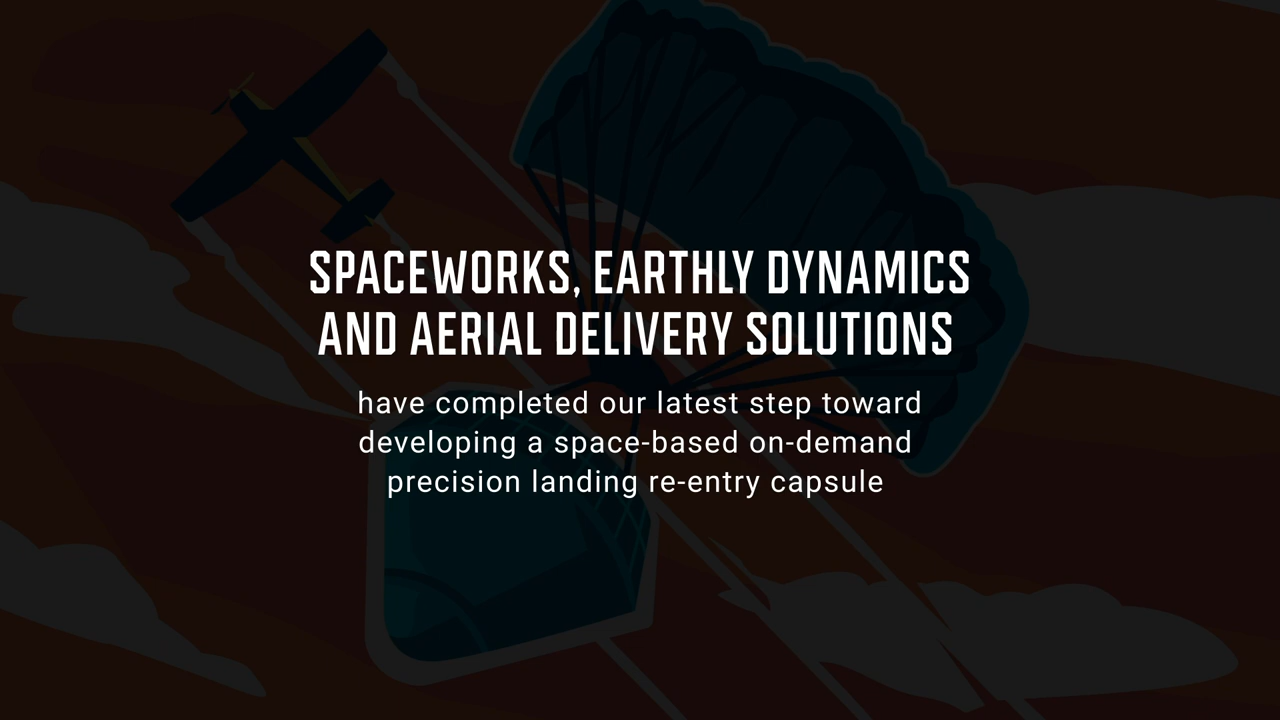 SPACEWORKS, EARTHLY DYNAMICS
AND AERIAL DELIVERY SOLUTIONS
have completed our latest step toward
developing a space-based on-demand
precision landing re-entry capsule